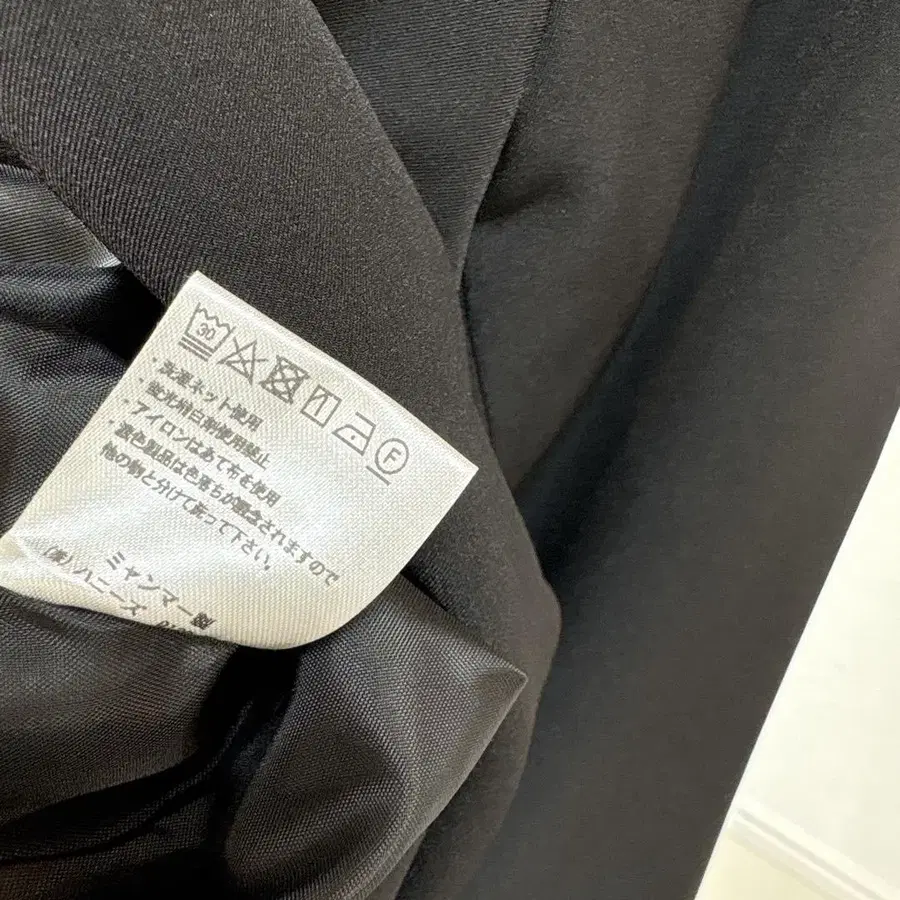 30
F
・洗濯ネット使用
・蛍光増白剤使用禁止
・アイロンはあて布を使用
・濃色製品は色落ちが懸念されますので
他の物と分けて洗って下さい。
ミャンマー製
(株)ハニーズ